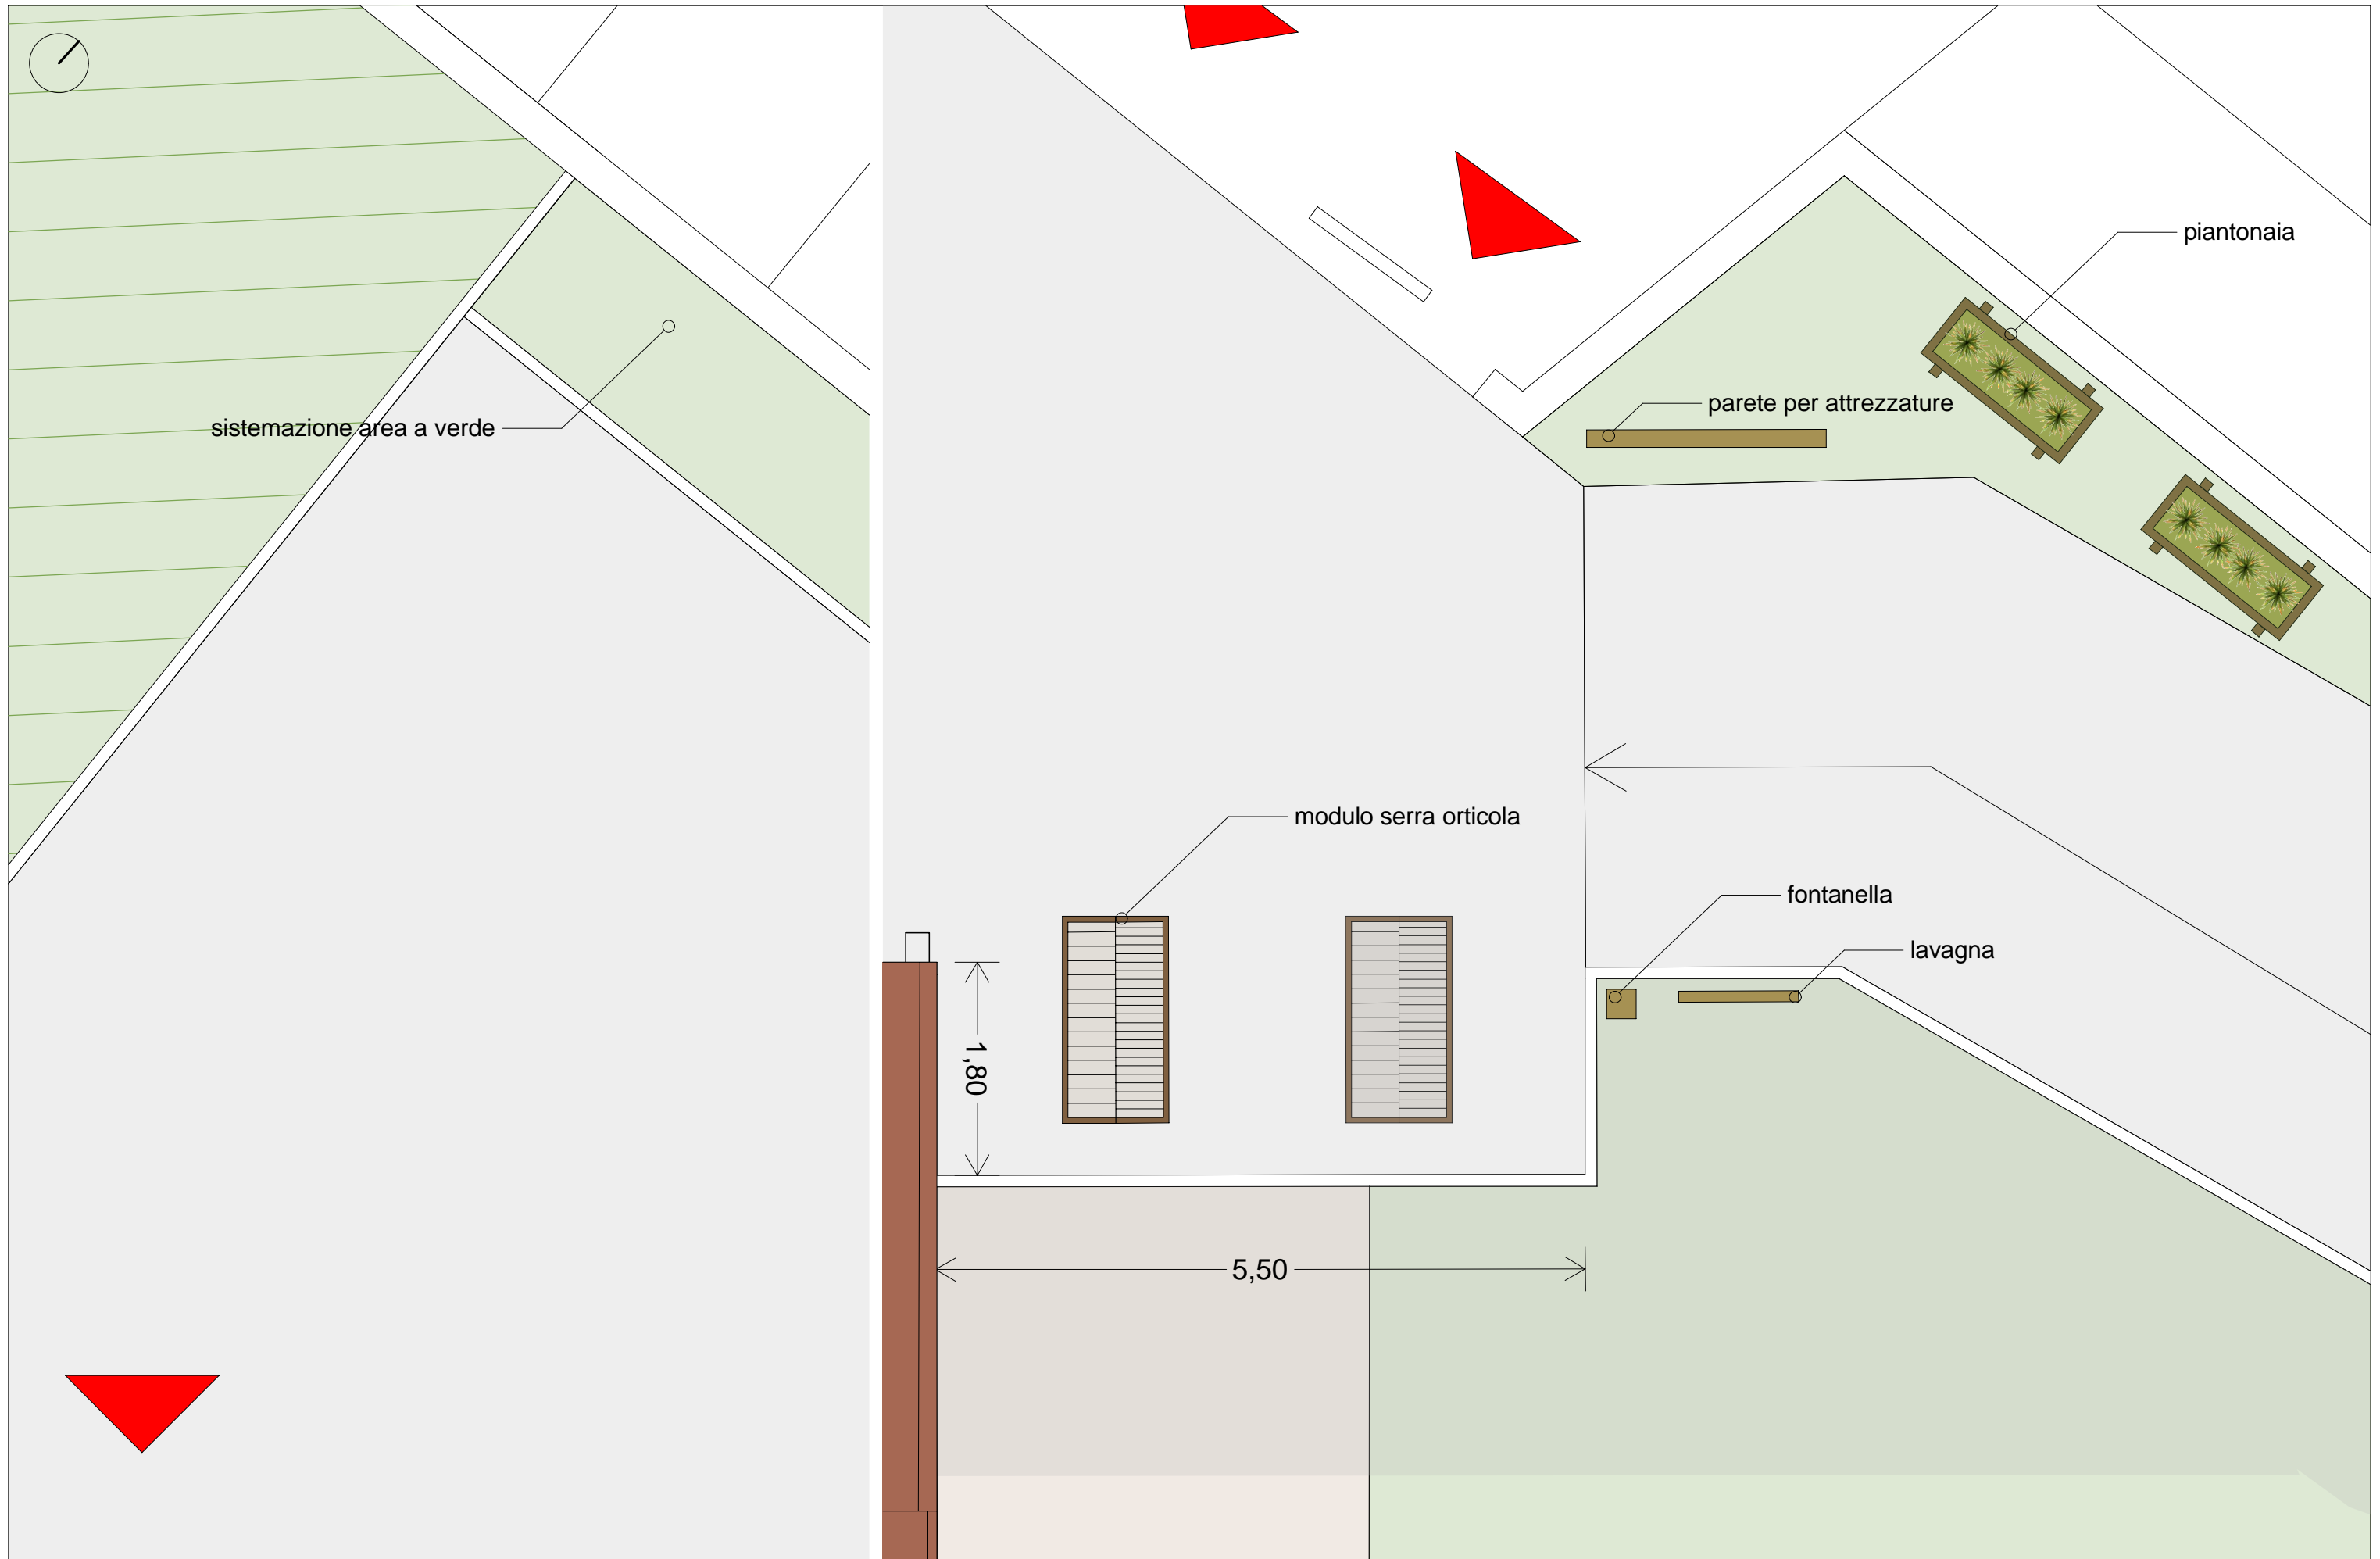 piantonaia
parete per attrezzature
sistemazione area a verde
modulo serra orticola
fontanella
lavagna
1,80
5,50